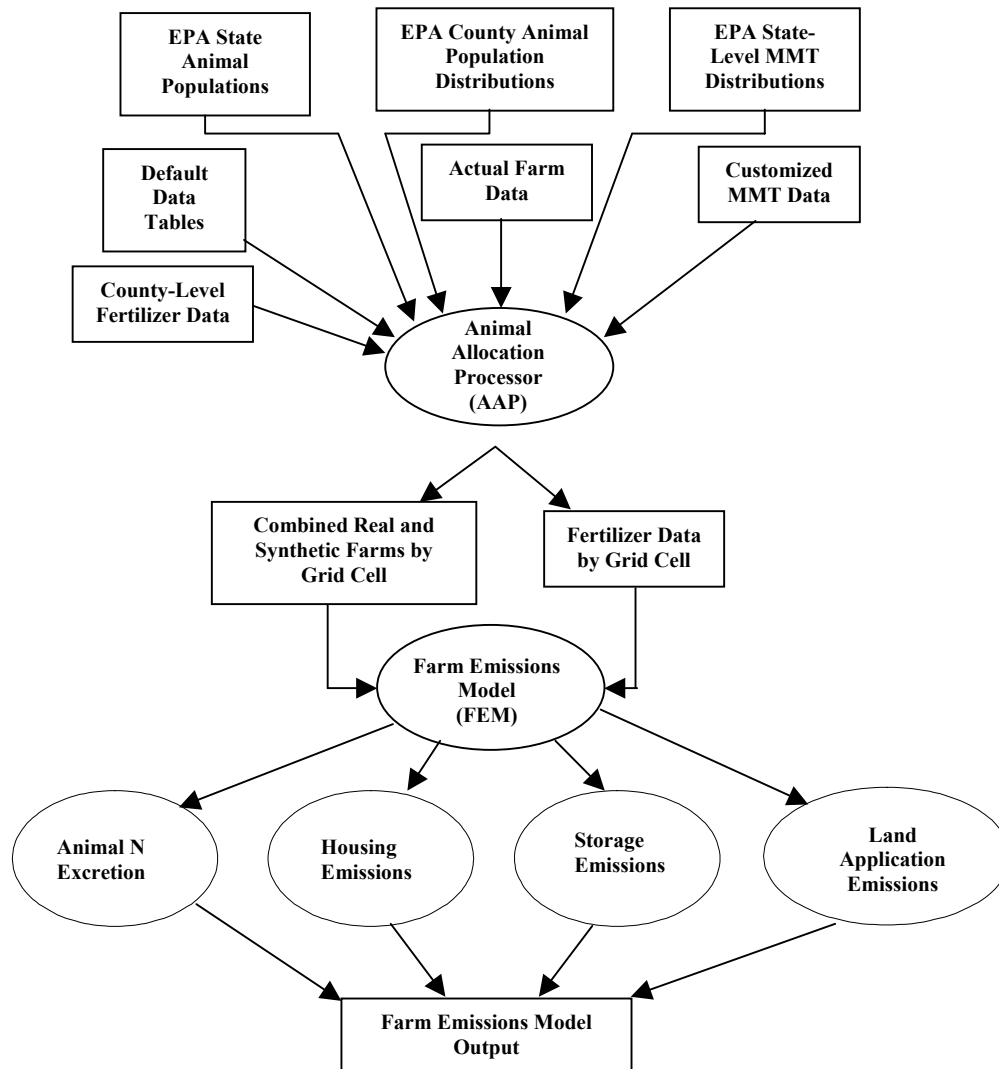 EPA State
Animal
Populations
EPA County Animal
Population
Distributions
EPA State-
Level MMT
Distributions
Default
Data
Tables
Actual Farm
Data
Customized
MMT Data
County-Level
Fertilizer Data
Animal
Allocation
Processor
(AAP)
Combined Real and
Synthetic Farms by
Grid Cell
Fertilizer Data
by Grid Cell
Farm Emissions
Model
(FEM)
Animal N
Excretion
Housing
Emissions
Storage
Emissions
Land
Application
Emissions
Farm Emissions Model
Output